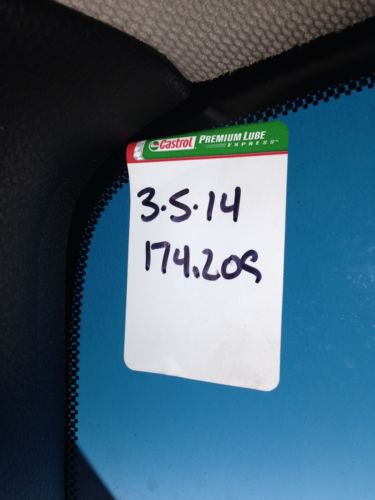 Castrol PREMIUM LUBE
EXPRESS
3.5.14
174.209